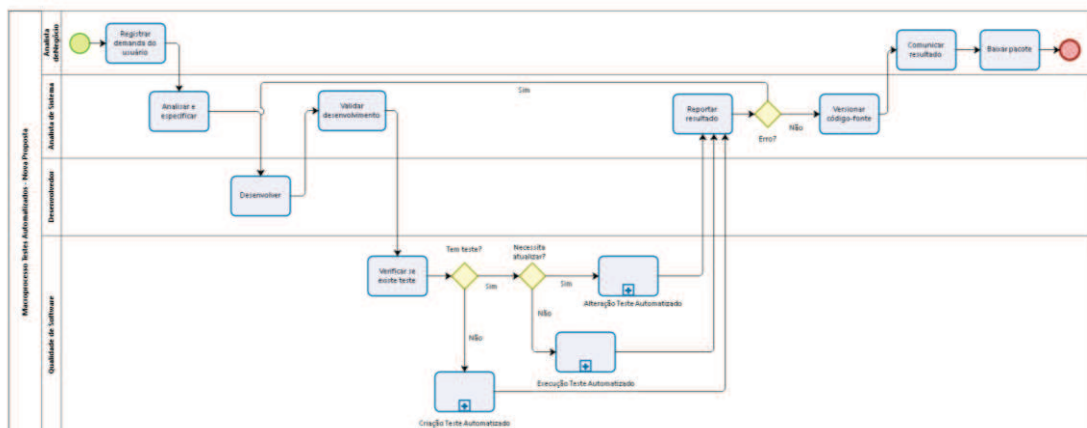 Macroprocesso Testes Automatizados - Nova Proposta
Analista
deNegócio
Registrar
demanda do
usuário
Comunicar
resultado
Baixar pacote
Analista de Sistema
Analisar e
especificar
Validar
desenvolvimento
Sim
Reportar
resultado
Erro?
Não
Versionar
código-fonte
Desenvolvedor
Desenvolver
Qualidade de Software
Verificar se
existe teste
Tem teste?
Sim
Necessita
atualizar?
Sim
Alteração Teste Automatizado
Não
Não
Execução Teste Automatizado
Criação Teste Automatizado